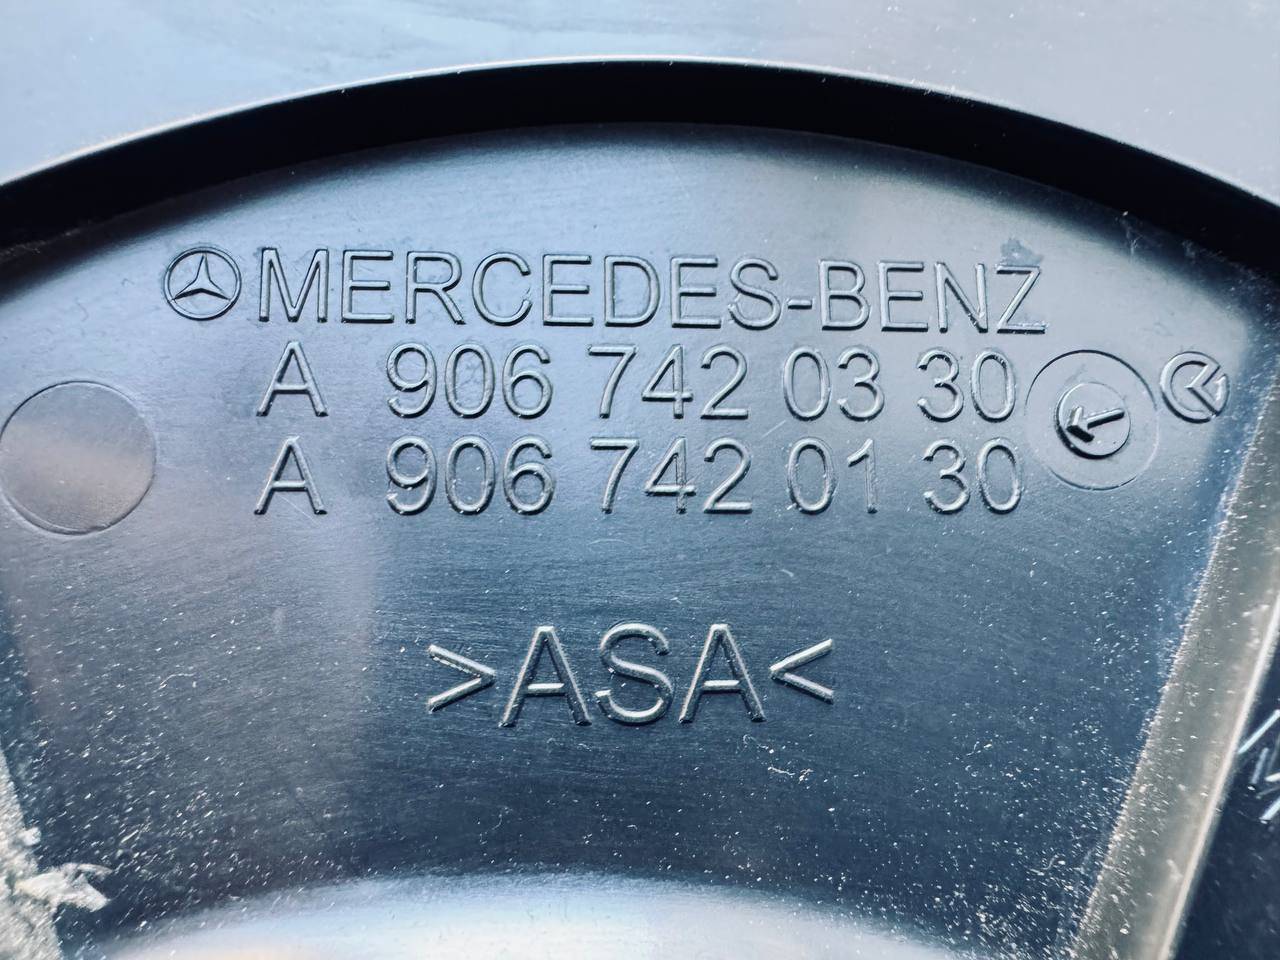 MERCEDES-BENZ
A 906 742 03 30
A 906 742 01 30
>ASA<